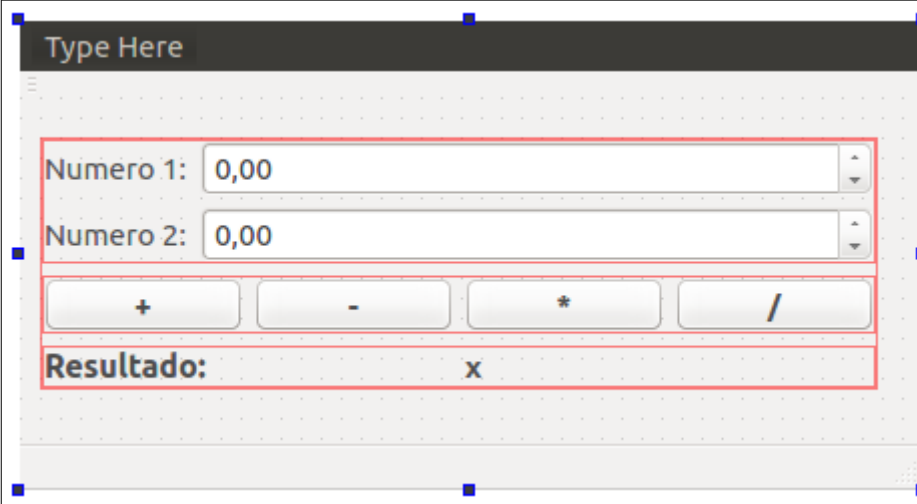 Type Here
Numero 1: 0,00
Numero 2: 0,00
+ - * /
Resultado: x